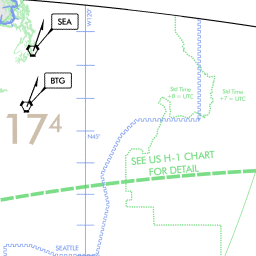 SEA
W120°
BTG
Std Time
+8 = UTC
Std Time
+7 = UTC
17⁴
N45°
SEE US H-1 CHART
FOR DETAIL
SEATTLE